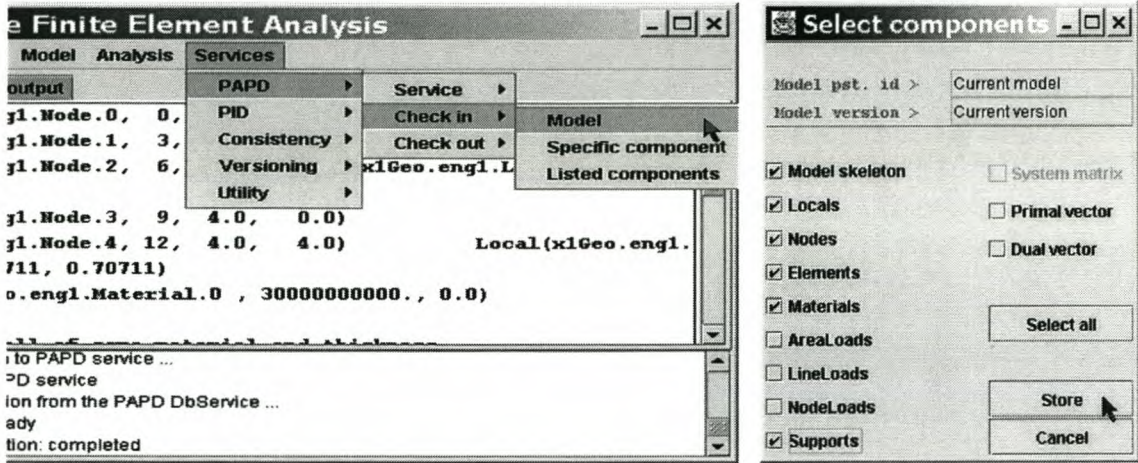 e Finite Element Analysis
Model Analysis Services
output
PAPD
PID
Consistency
Versioning
Utility
Service
Check in
Check out
Model
Specific component
Listed components
g1.Node.0, 0,
g1.Node.1, 3,
g1.Node.2, 6, x1Geo.eng1.L
g1.Node.3, 9, 4.0, 0.0)
g1.Node.4, 12, 4.0, 4.0) Local(x1Geo.eng1.
711, 0.70711)
o.eng1.Material.0 , 30000000000., 0.0)
to PAPD service ...
PD service
ion from the PAPD DbService ...
ady
tion: completed
Select components
Model pst. id > Current model
Model version > Current version
Model skeleton
Locals
Nodes
Elements
Materials
AreaLoads
LineLoads
NodeLoads
Supports
System matrix
Primal vector
Dual vector
Select all
Store
Cancel